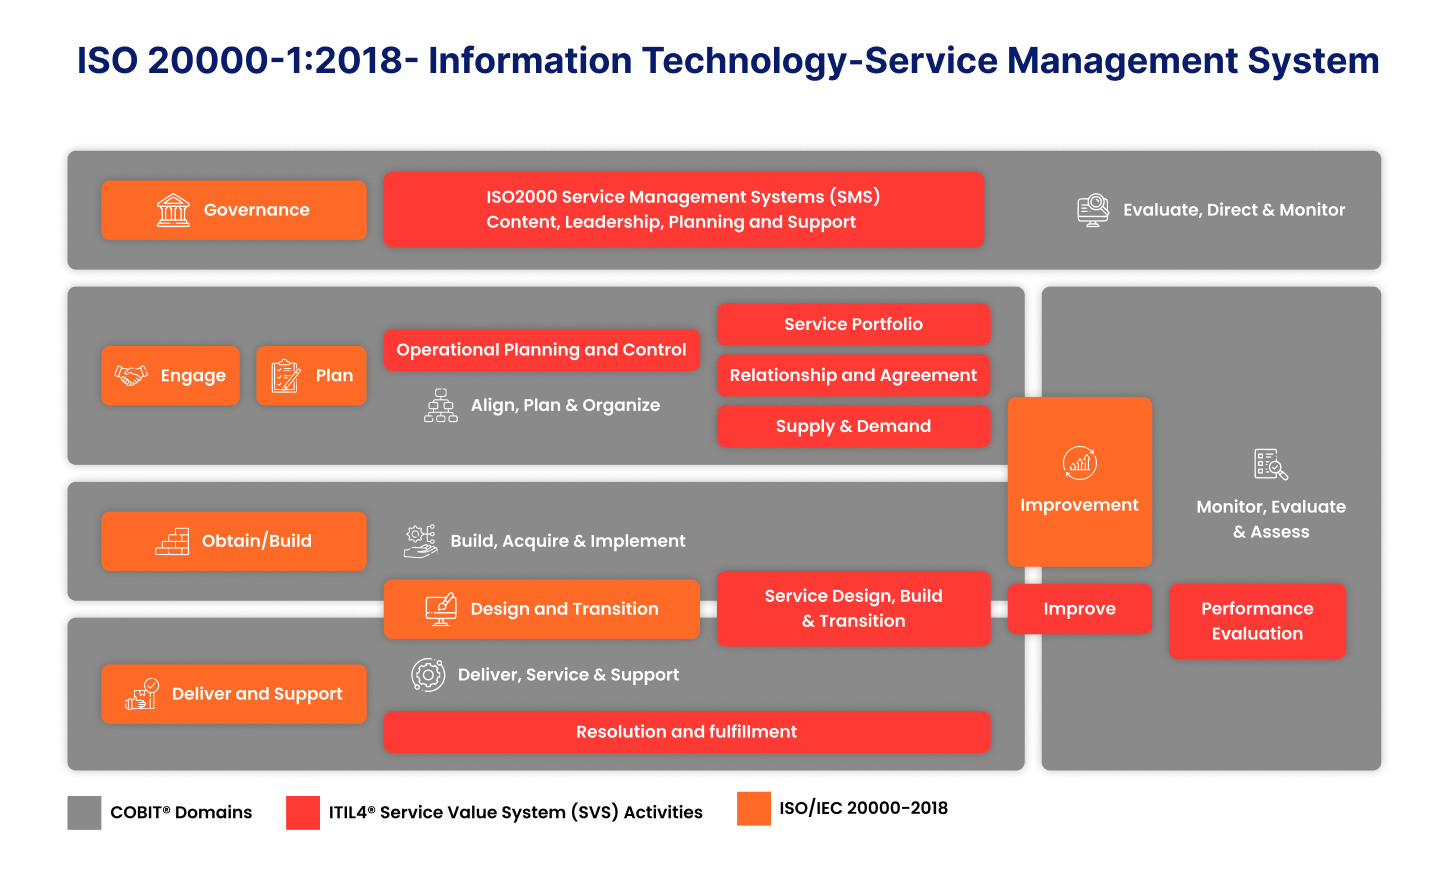 ISO 20000-1:2018- Information Technology-Service Management System
Governance
ISO2000 Service Management Systems (SMS)
Content, Leadership, Planning and Support
Evaluate, Direct & Monitor
Engage
Plan
Operational Planning and Control
Align, Plan & Organize
Service Portfolio
Relationship and Agreement
Supply & Demand
Improvement
Monitor, Evaluate
& Assess
Obtain/Build
Build, Acquire & Implement
Design and Transition
Service Design, Build
& Transition
Improve
Performance
Evaluation
Deliver and Support
Deliver, Service & Support
Resolution and fulfillment
COBIT® Domains
ITIL4® Service Value System (SVS) Activities
ISO/IEC 20000-2018